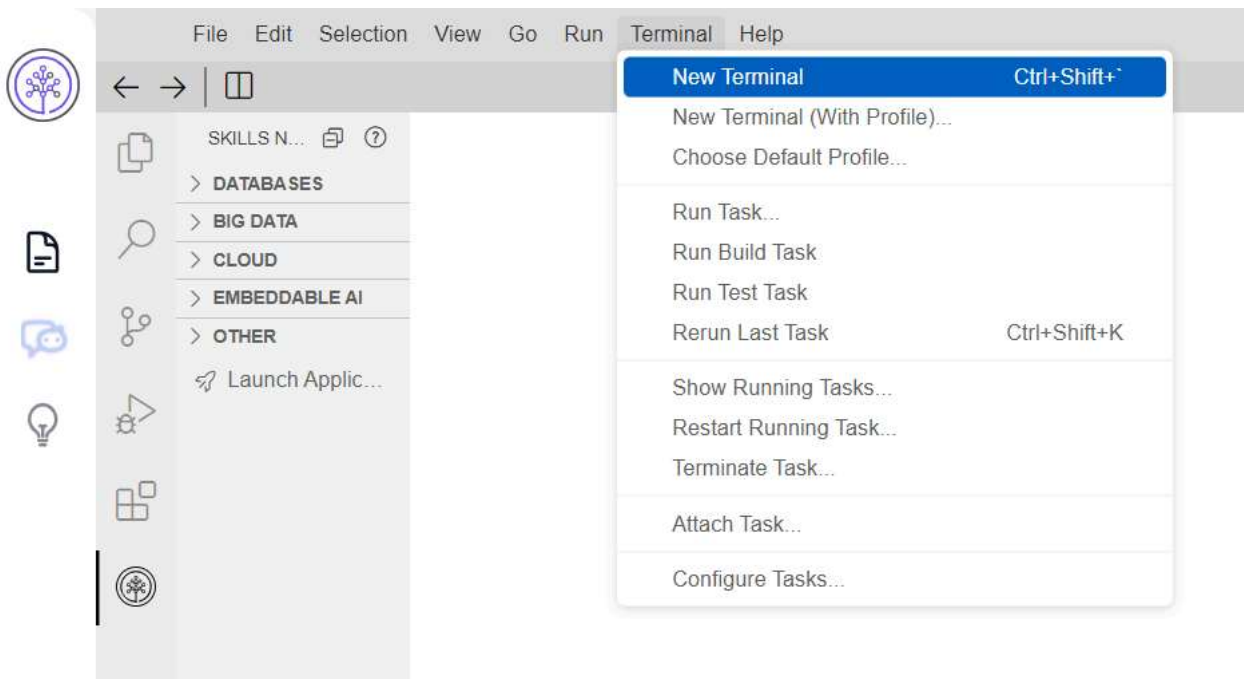 File Edit Selection View Go Run Terminal Help
SKILLS N...
DATABASES
BIG DATA
CLOUD
EMBEDDABLE AI
OTHER
Launch Applic...
New Terminal Ctrl+Shift+`
New Terminal (With Profile)...
Choose Default Profile...
Run Task...
Run Build Task
Run Test Task
Rerun Last Task Ctrl+Shift+K
Show Running Tasks...
Restart Running Task...
Terminate Task...
Attach Task...
Configure Tasks...